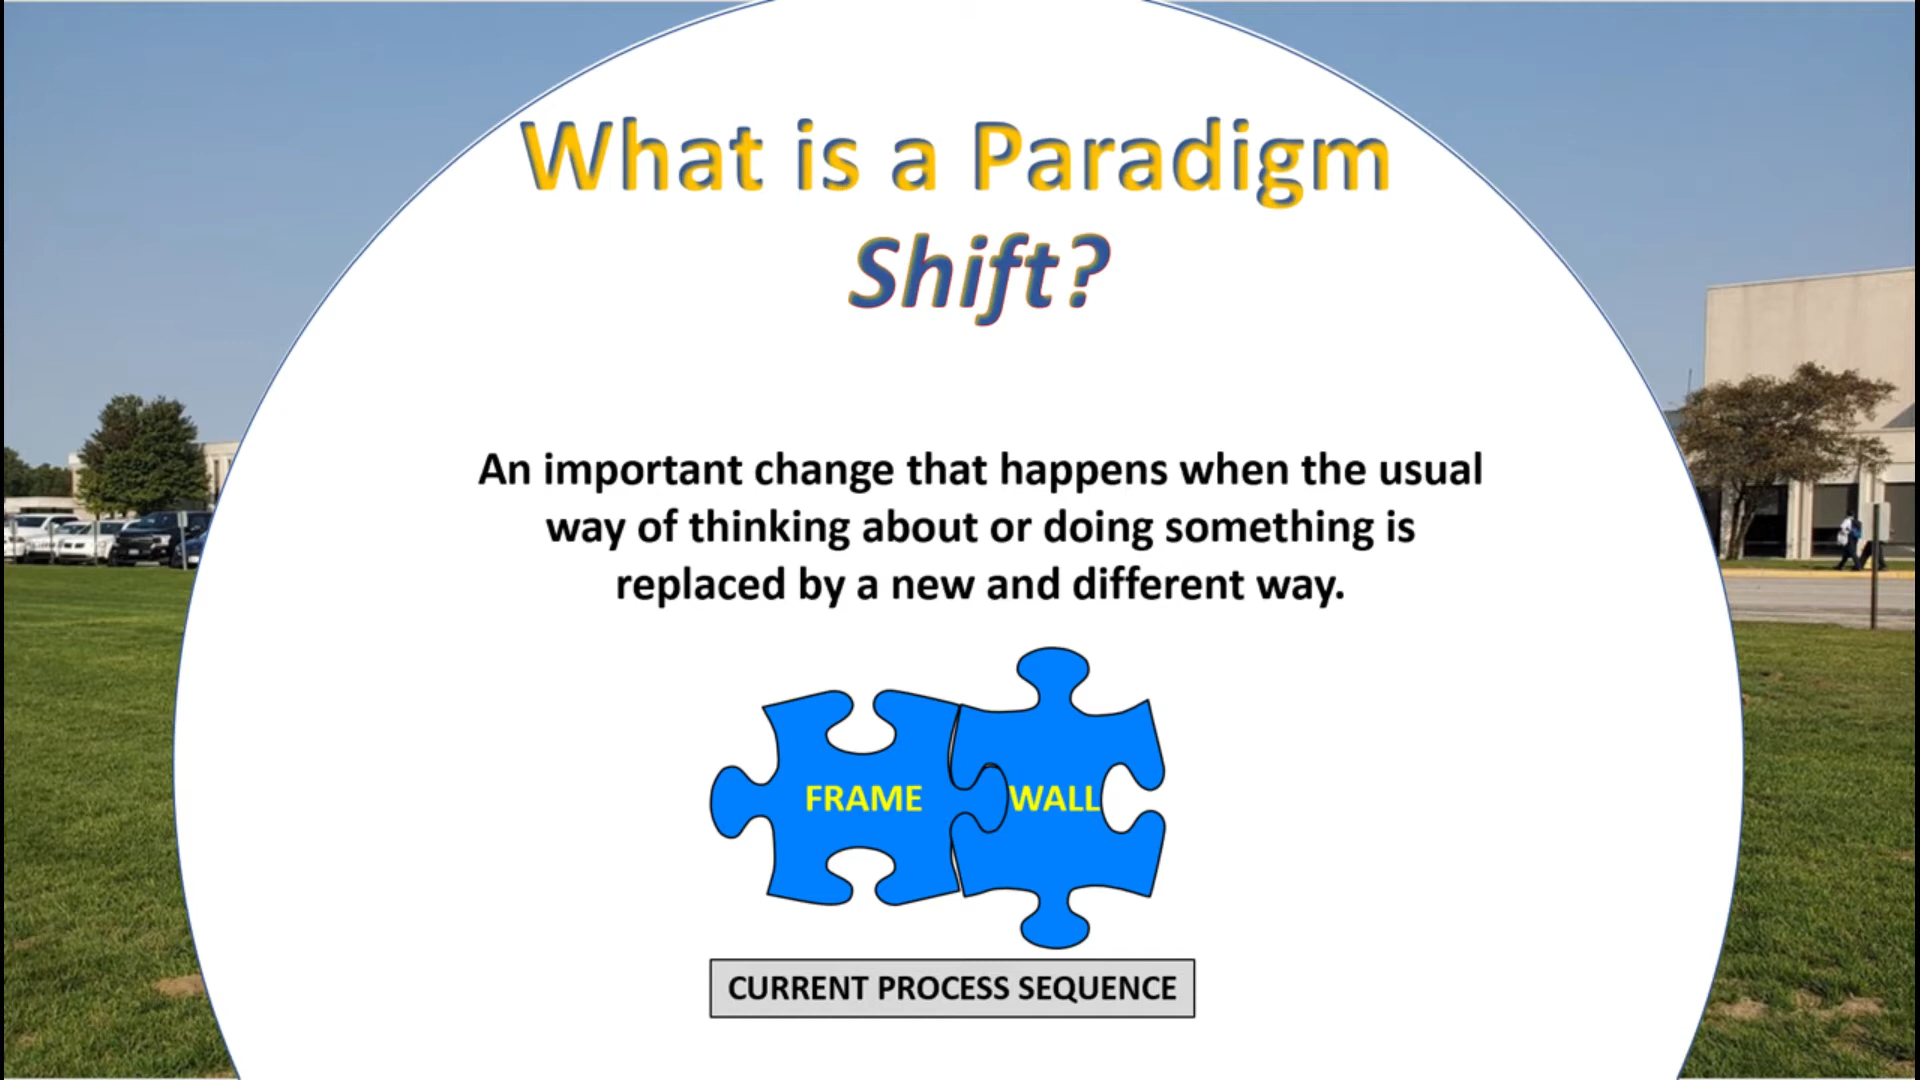 What is a Paradigm
Shift?
An important change that happens when the usual
way of thinking about or doing something is
replaced by a new and different way.
FRAME
WALL
CURRENT PROCESS SEQUENCE